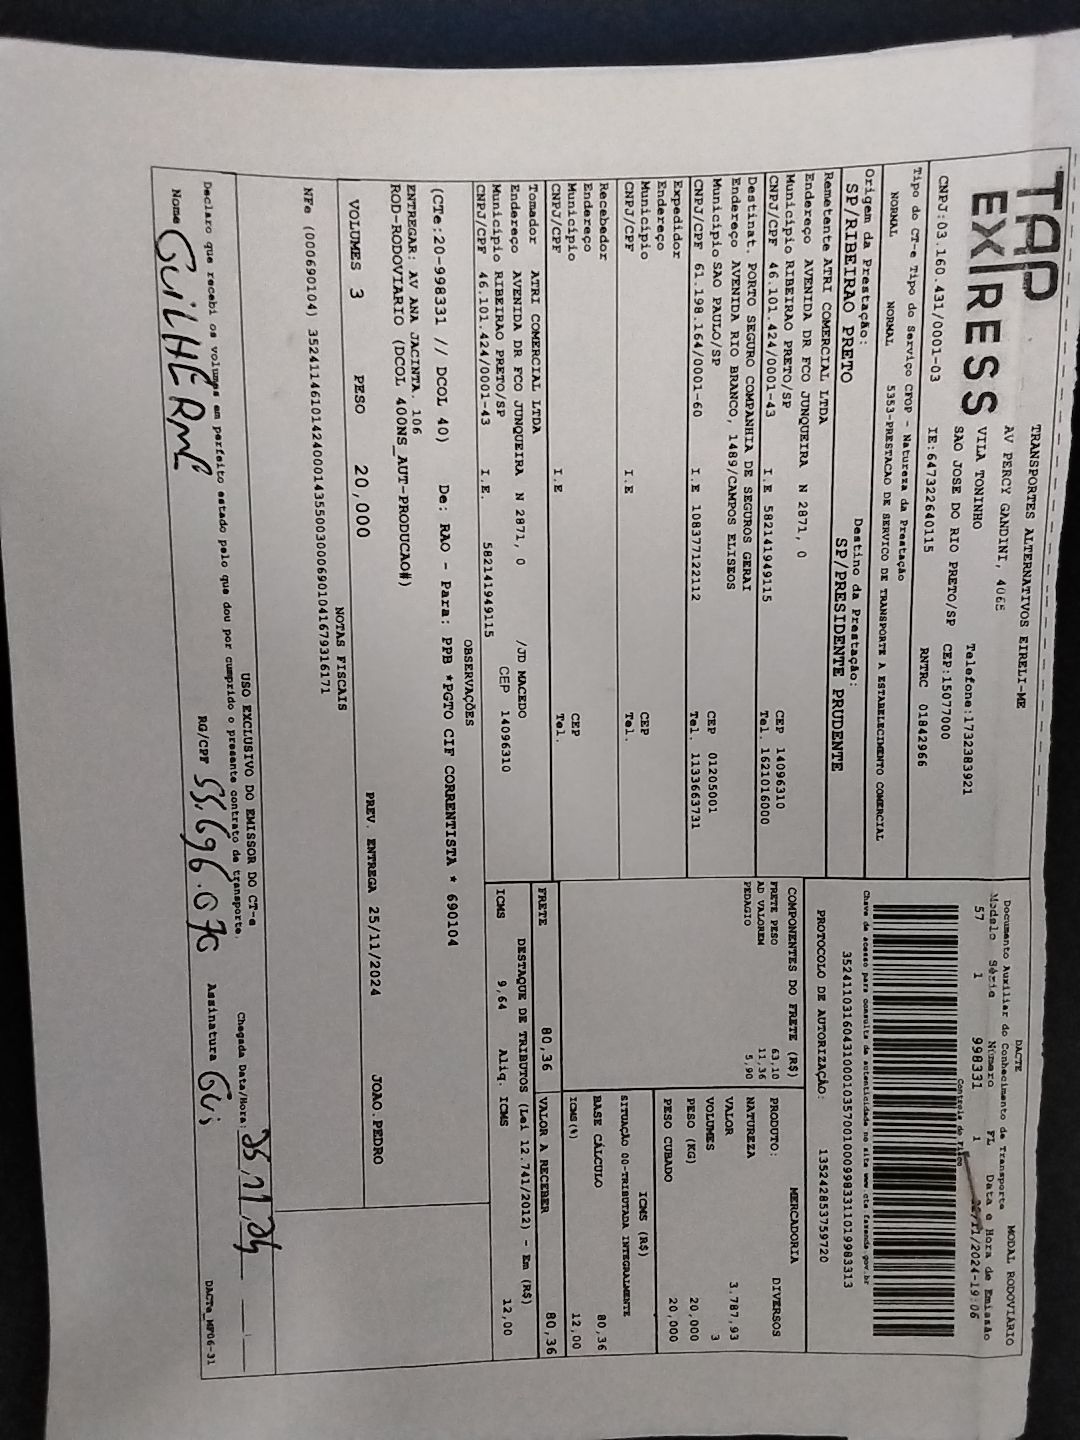 TAP
EXPRESS
TRANSPORTES ALTERNATIVOS EIRELI-ME
AV PERCY GANDINI, 4065
VILA TONINHO Telefone:1732383921
SAO JOSE DO RIO PRETO/SP CEP:15077000
CNPJ:03.160.431/0001-03 IE:647322640115 RNTRC 01842966
DACTE MODAL RODOVIÁRIO
Documento Auxiliar do Conhecimento de Transporte
Modelo Série Número FL Data e Hora de Emissão
57 1 998331 1 /11/2024-19:06
Controle do Fisco
Chave de acesso para consulta de autenticidade no site www.cte.fazenda.gov.br
35241103160431000103570010009983311019983313
PROTOCOLO DE AUTORIZAÇÃO: 135242853759720
Tipo do CT-e Tipo do Serviço CFOP - Natureza da Prestação
NORMAL NORMAL 5353-PRESTACAO DE SERVICO DE TRANSPORTE A ESTABELECIMENTO COMERCIAL
Origem da Prestação: Destino da Prestação:
SP/RIBEIRAO PRETO SP/PRESIDENTE PRUDENTE
Remetente ATRI COMERCIAL LTDA
Endereço AVENIDA DR FCO JUNQUEIRA N 2871, 0
Município RIBEIRAO PRETO/SP CEP 14096310
CNPJ/CPF 46.101.424/0001-43 I.E 582141949115 Tel. 1621016000
Destinat. PORTO SEGURO COMPANHIA DE SEGUROS GERAI
Endereço AVENIDA RIO BRANCO, 1489/CAMPOS ELISEOS
Município SAO PAULO/SP CEP 01205001
CNPJ/CPF 61.198.164/0001-60 I.E 108377122112 Tel. 1133663731
Expedidor
Endereço
Município CEP
CNPJ/CPF I.E Tel.
Recebedor
Endereço
Município CEP
CNPJ/CPF I.E Tel.
Tomador ATRI COMERCIAL LTDA
Endereço AVENIDA DR FCO JUNQUEIRA N 2871, 0 /JD MACEDO
Município RIBEIRAO PRETO/SP CEP 14096310
CNPJ/CPF 46.101.424/0001-43 I.E. 582141949115
COMPONENTES DO FRETE (R$)
FRETE PESO 63,10
AD VALOREM 11,36
PEDAGIO 5,90
MERCADORIA
PRODUTO: DIVERSOS
NATUREZA
VALOR 3.787,93
VOLUMES 3
PESO (KG) 20,000
PESO CUBADO 20,000
ICMS (R$)
SITUAÇÃO 00-TRIBUTADA INTEGRALMENTE
BASE CÁLCULO 80,36
ICMS(%) 12,00
FRETE 80,36 VALOR A RECEBER 80,36
DESTAQUE DE TRIBUTOS (Lei 12.741/2012) - Em (R$)
ICMS 9,64 Aliq. ICMS 12,00
OBSERVAÇÕES
(CTe:20-998331 // DCOL 40) De: RAO - Para: PPB *PGTO CIF CORRENTISTA * 690104
ENTREGAR: AV ANA JACINTA. 106
ROD-RODOVIARIO (DCOL 400NS_AUT-PRODUCAO#)
VOLUMES 3 PESO 20,000 PREV. ENTREGA 25/11/2024 JOAO.PEDRO
NOTAS FISCAIS
NFe (000690104) 35241146101424000143550030006901041679316171
USO EXCLUSIVO DO EMISSOR DO CT-e
Declaro que recebi os volumes em perfeito estado pelo que dou por cumprido o presente contrato de transporte.
Chegada Data/Hora: 25,11,24
Nome GUILHERME RG/CPF 55.696.070 Assinatura Gui
DACTe_MP06-31